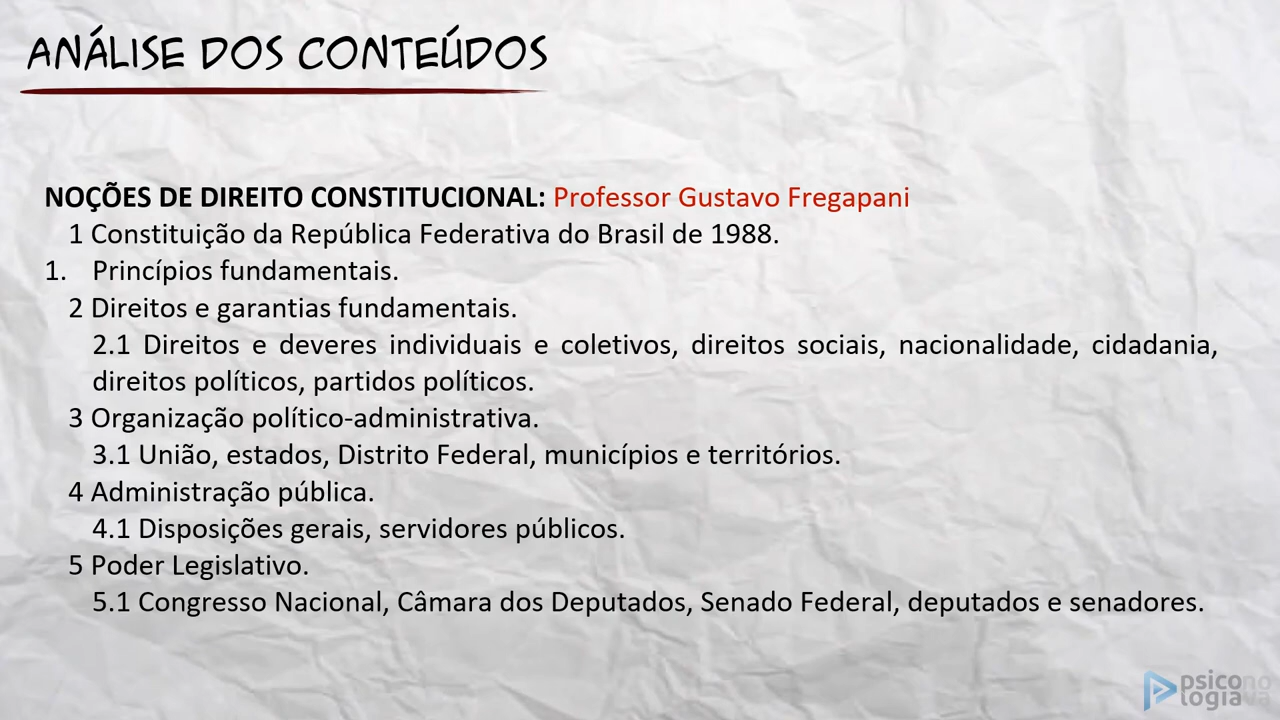 ANÁLISE DOS CONTEÚDOS
NOÇÕES DE DIREITO CONSTITUCIONAL: Professor Gustavo Fregapani
1 Constituição da República Federativa do Brasil de 1988.
1. Princípios fundamentais.
2 Direitos e garantias fundamentais.
2.1 Direitos e deveres individuais e coletivos, direitos sociais, nacionalidade, cidadania,
direitos políticos, partidos políticos.
3 Organização político-administrativa.
3.1 União, estados, Distrito Federal, municípios e territórios.
4 Administração pública.
4.1 Disposições gerais, servidores públicos.
5 Poder Legislativo.
5.1 Congresso Nacional, Câmara dos Deputados, Senado Federal, deputados e senadores.
psicono
logiava